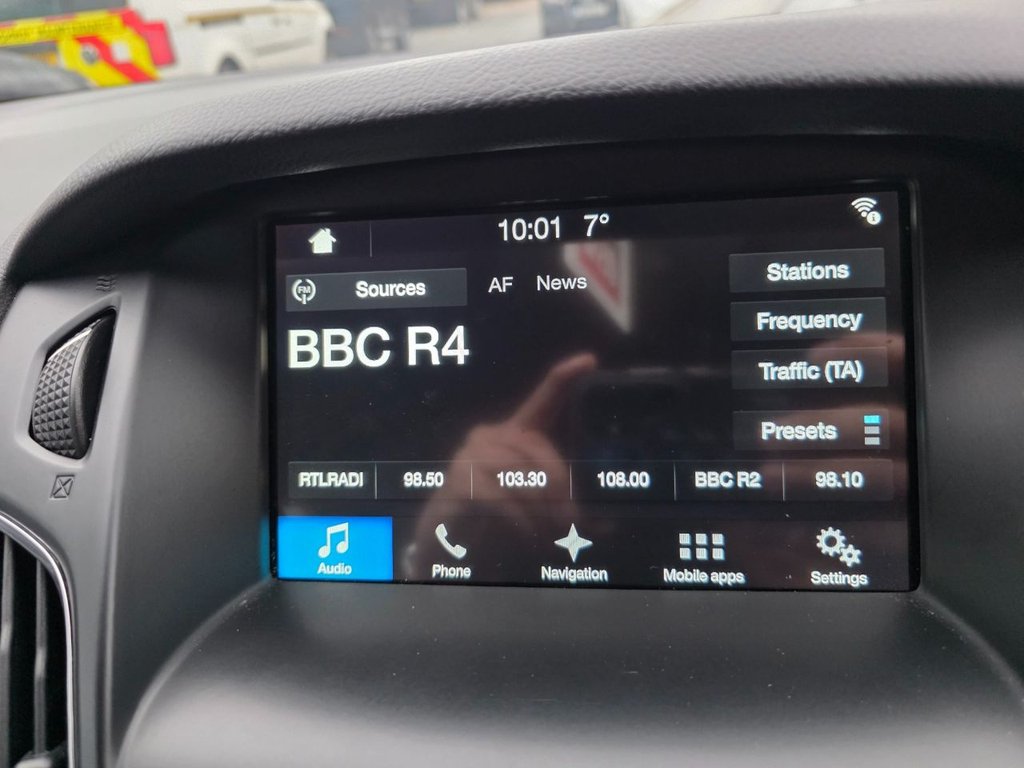 10:01 7°
FM Sources AF News Stations
BBC R4
Frequency
Traffic (TA)
Presets
RTLRADI 98.50 103.30 108.00 BBC R2 98.10
Audio Phone Navigation Mobile apps Settings